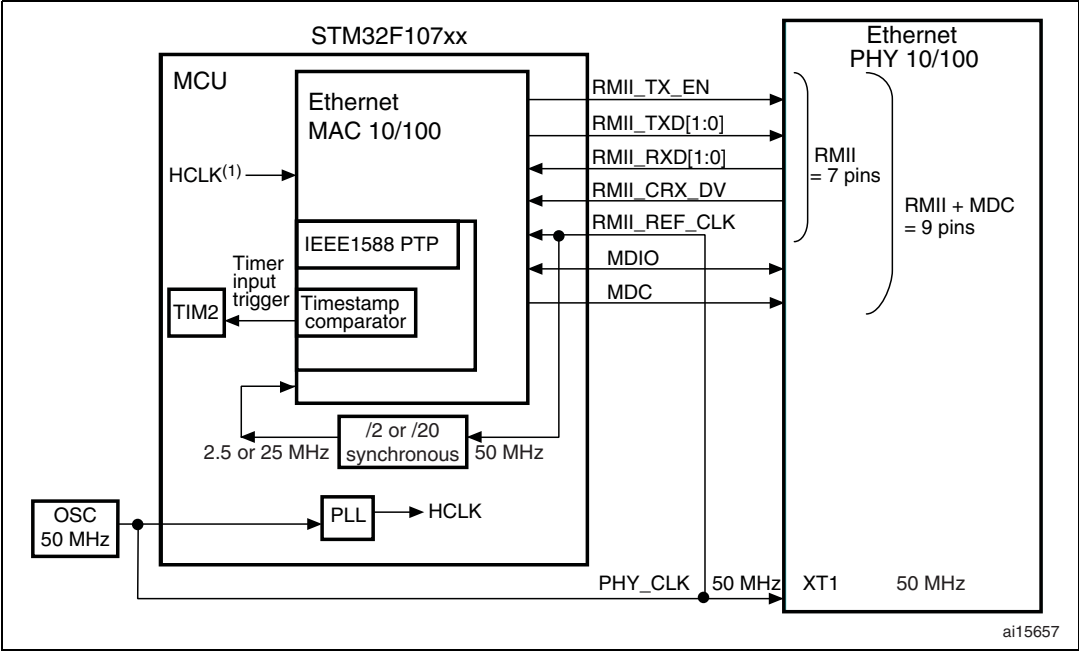 STM32F107xx
Ethernet
PHY 10/100
MCU
Ethernet
MAC 10/100
HCLK(1)
RMII_TX_EN
RMII_TXD[1:0]
RMII_RXD[1:0]
RMII_CRX_DV
RMII_REF_CLK
MDIO
MDC
RMII
= 7 pins
RMII + MDC
= 9 pins
IEEE1588 PTP
Timer
input
trigger
TIM2
Timestamp
comparator
/2 or /20
synchronous
2.5 or 25 MHz
50 MHz
OSC
50 MHz
PLL
HCLK
PHY_CLK
50 MHz
XT1
50 MHz
ai15657